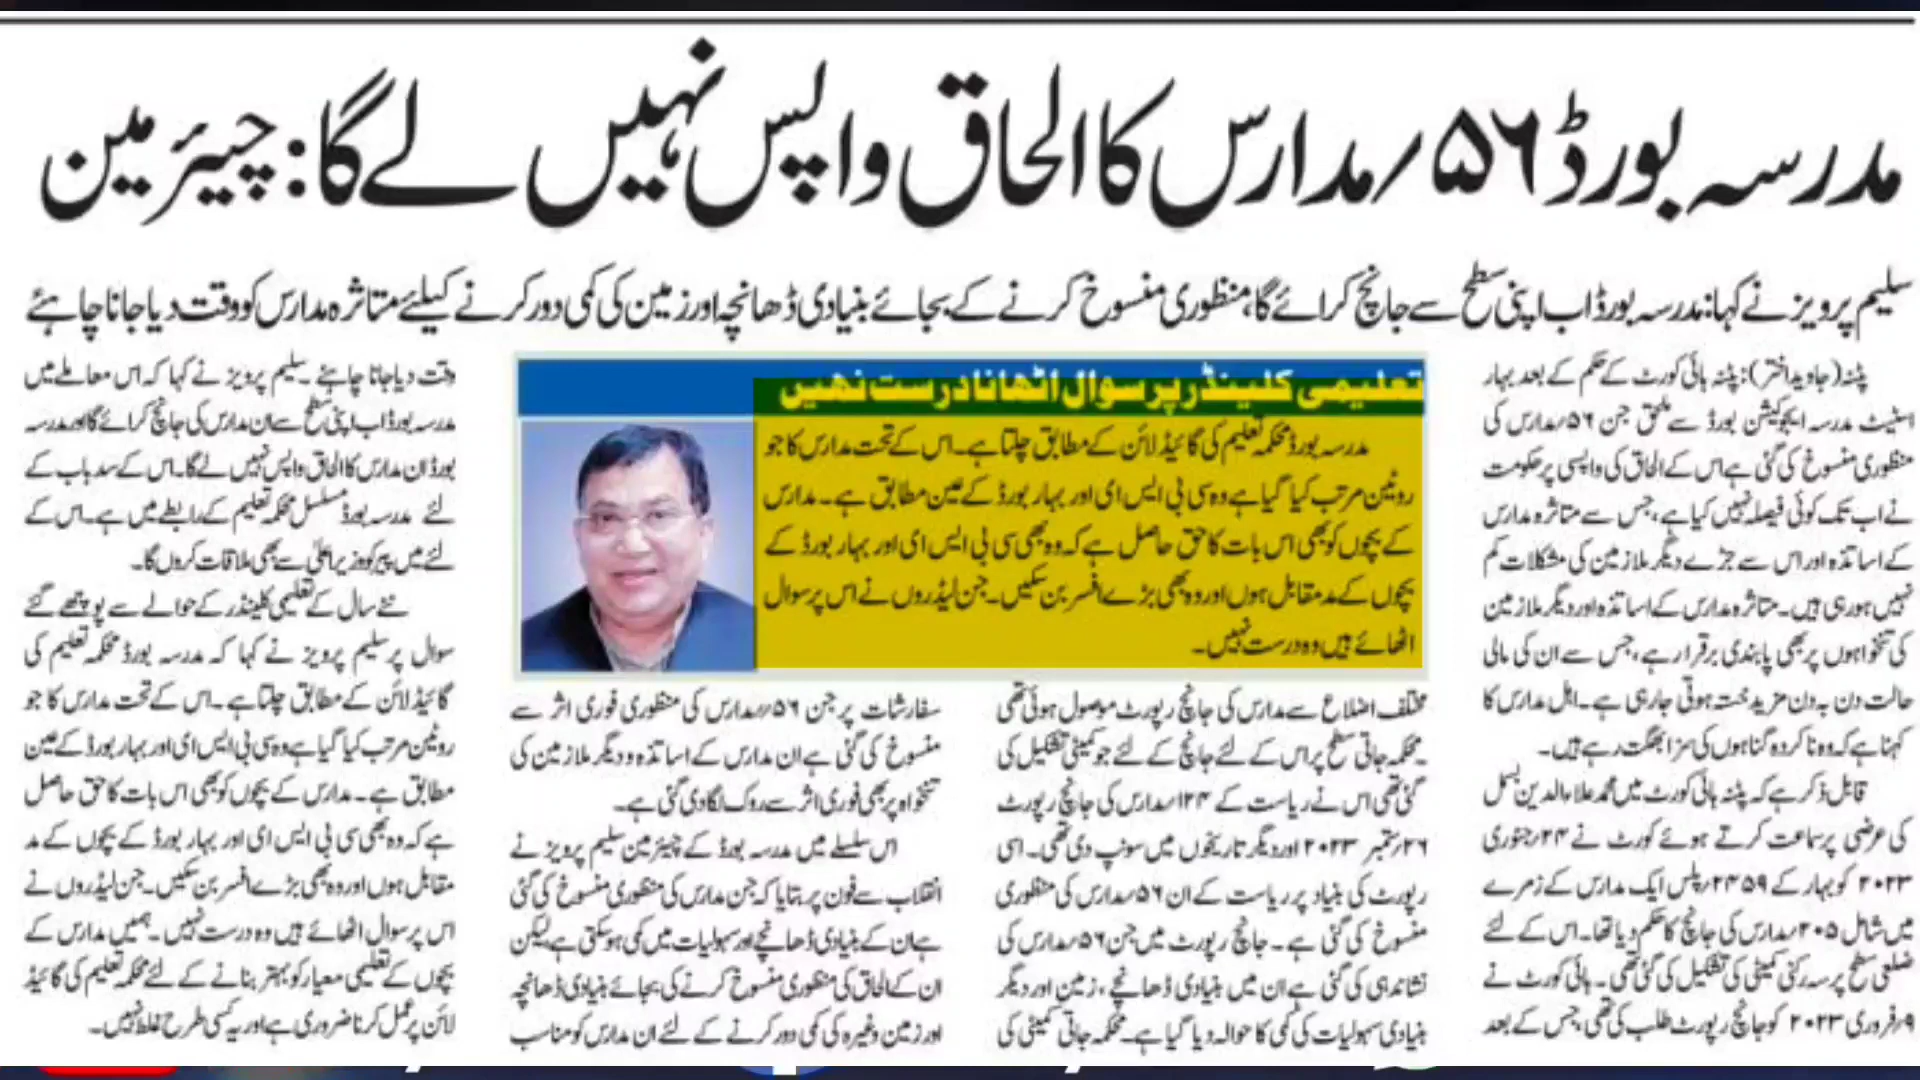 مدرسہ بورڈ ۵۶؍مدارس کا الحاق واپس نہیں لے گا: چیئرمین
سلیم پرویز نے کہا: مدرسہ بورڈ اب اپنی سطح سے جانچ کرائے گا، منظوری منسوخ کرنے کے بجائے بنیادی ڈھانچہ اور زمین کی کمی دور کرنے کیلئے متاثرہ مدارس کو وقت دیا جانا چاہئے
پٹنہ (جاوید اختر): پٹنہ ہائی کورٹ کے حکم کے بعد بہار
اسٹیٹ مدرسہ ایجوکیشن بورڈ سے ملحق جن ۵۶؍مدارس کی
منظوری منسوخ کی گئی ہے اس کے الحاق کی واپسی پر حکومت
نے اب تک کوئی فیصلہ نہیں کیا ہے، جس سے متاثرہ مدارس
کے اساتذہ اور اس سے جڑے دیگر ملازمین کی مشکلات کم
نہیں ہو رہی ہیں۔ متاثرہ مدارس کے اساتذہ اور دیگر ملازمین
کی تنخواہوں پر بھی پابندی برقرار ہے، جس سے ان کی مالی
حالت دن بہ دن مزید خستہ ہوتی جا رہی ہے۔ اہل مدارس کا
کہنا ہے کہ وہ ناکردہ گناہوں کی سزا بھگت رہے ہیں۔
قابل ذکر ہے کہ پٹنہ ہائی کورٹ میں محمد علاءالدین بسمل
کی عرضی پر سماعت کرتے ہوئے کورٹ نے ۲۴؍جنوری
۲۰۲۳ کو بہار کے ۲۴۵۹؍پلس ایک مدارس کے زمرے
میں شامل ۲۰۵؍مدارس کی جانچ کا حکم دیا تھا۔ اس کے لئے
ضلعی سطح پر سہ رکنی کمیٹی کی تشکیل کی گئی تھی۔ ہائی کورٹ نے
۹؍فروری ۲۰۲۳ کو جانچ رپورٹ طلب کی تھی، جس کے بعد
تعلیمی کلینڈر پر سوال اٹھانا درست نہیں
مدرسہ بورڈ محکمہ تعلیم کی گائیڈ لائن کے مطابق چلتا ہے۔ اس کے تحت مدارس کا جو
روٹین مرتب کیا گیا ہے وہ سی بی ایس ای اور بہار بورڈ کے عین مطابق ہے۔ مدارس
کے بچوں کو بھی اس بات کا حق حاصل ہے کہ وہ بھی سی بی ایس ای اور بہار بورڈ کے
بچوں کے مد مقابل ہوں اور وہ بھی بڑے افسر بن سکیں۔ جن لیڈروں نے اس پر سوال
اٹھائے ہیں وہ درست نہیں۔
مختلف اضلاع سے مدارس کی جانچ رپورٹ موصول ہوئی تھی
۔محکمہ جاتی سطح پر اس کے لئے جانچ کے لئے جو کمیٹی تشکیل کی
گئی تھی اس نے ریاست کے ۱۲۴؍مدارس کی جانچ رپورٹ
۲۶؍ستمبر ۲۰۲۳ اور دیگر تاریخوں میں سونپ دی تھی۔ اسی
رپورٹ کی بنیاد پر ریاست کے ان ۵۶؍مدارس کی منظوری
منسوخ کی گئی ہے۔ جانچ رپورٹ میں جن ۵۶؍مدارس کی
نشاندہی کی گئی ہے ان میں بنیادی ڈھانچے، زمین اور دیگر
بنیادی سہولیات کی کمی کا حوالہ دیا گیا ہے۔ محکمہ جاتی کمیٹی کی
سفارشات پر جن ۵۶؍مدارس کی منظوری فوری اثر سے
منسوخ کی گئی ہے ان مدارس کے اساتذہ و دیگر ملازمین کی
تنخواہ پر بھی فوری اثر سے روک لگا دی گئی ہے۔
اس سلسلے میں مدرسہ بورڈ کے چیئرمین سلیم پرویز نے
انقلاب سے فون پر بتایا کہ جن مدارس کی منظوری منسوخ کی گئی
ہے ان کے بنیادی ڈھانچے اور سہولیات میں کمی ہو سکتی ہے لیکن
ان کے الحاق کی منظوری منسوخ کرنے کی بجائے بنیادی ڈھانچہ
اور زمین وغیرہ کی کمی دور کرنے کے لئے ان مدارس کو مناسب
وقت دیا جانا چاہئے۔ سلیم پرویز نے کہا کہ اس معاملے میں
مدرسہ بورڈ اب اپنی سطح سے ان مدارس کی جانچ کرائے گا اور مدرسہ
بورڈ ان مدارس کا الحاق واپس نہیں لے گا۔ اس کے سد باب کے
لئے مدرسہ بورڈ مسلسل محکمہ تعلیم کے رابطے میں ہے۔ اس کے
لئے میں پیر کو وزیر اعلیٰ سے بھی ملاقات کروں گا۔
نئے سال کے تعلیمی کلینڈر کے حوالے سے پوچھے گئے
سوال پر سلیم پرویز نے کہا کہ مدرسہ بورڈ محکمہ تعلیم کی
گائیڈ لائن کے مطابق چلتا ہے۔ اس کے تحت مدارس کا جو
روٹین مرتب کیا گیا ہے وہ سی بی ایس ای اور بہار بورڈ کے عین
مطابق ہے۔ مدارس کے بچوں کو بھی اس بات کا حق حاصل
ہے کہ وہ بھی سی بی ایس ای اور بہار بورڈ کے بچوں کے مد
مقابل ہوں اور وہ بھی بڑے افسر بن سکیں۔ جن لیڈروں نے
اس پر سوال اٹھائے ہیں وہ درست نہیں۔ ہمیں مدارس کے
بچوں کے تعلیمی معیار کو بہتر بنانے کے لئے محکمہ تعلیم کی گائیڈ
لائن پر عمل کرنا ضروری ہے اور یہ کسی طرح غلط نہیں۔